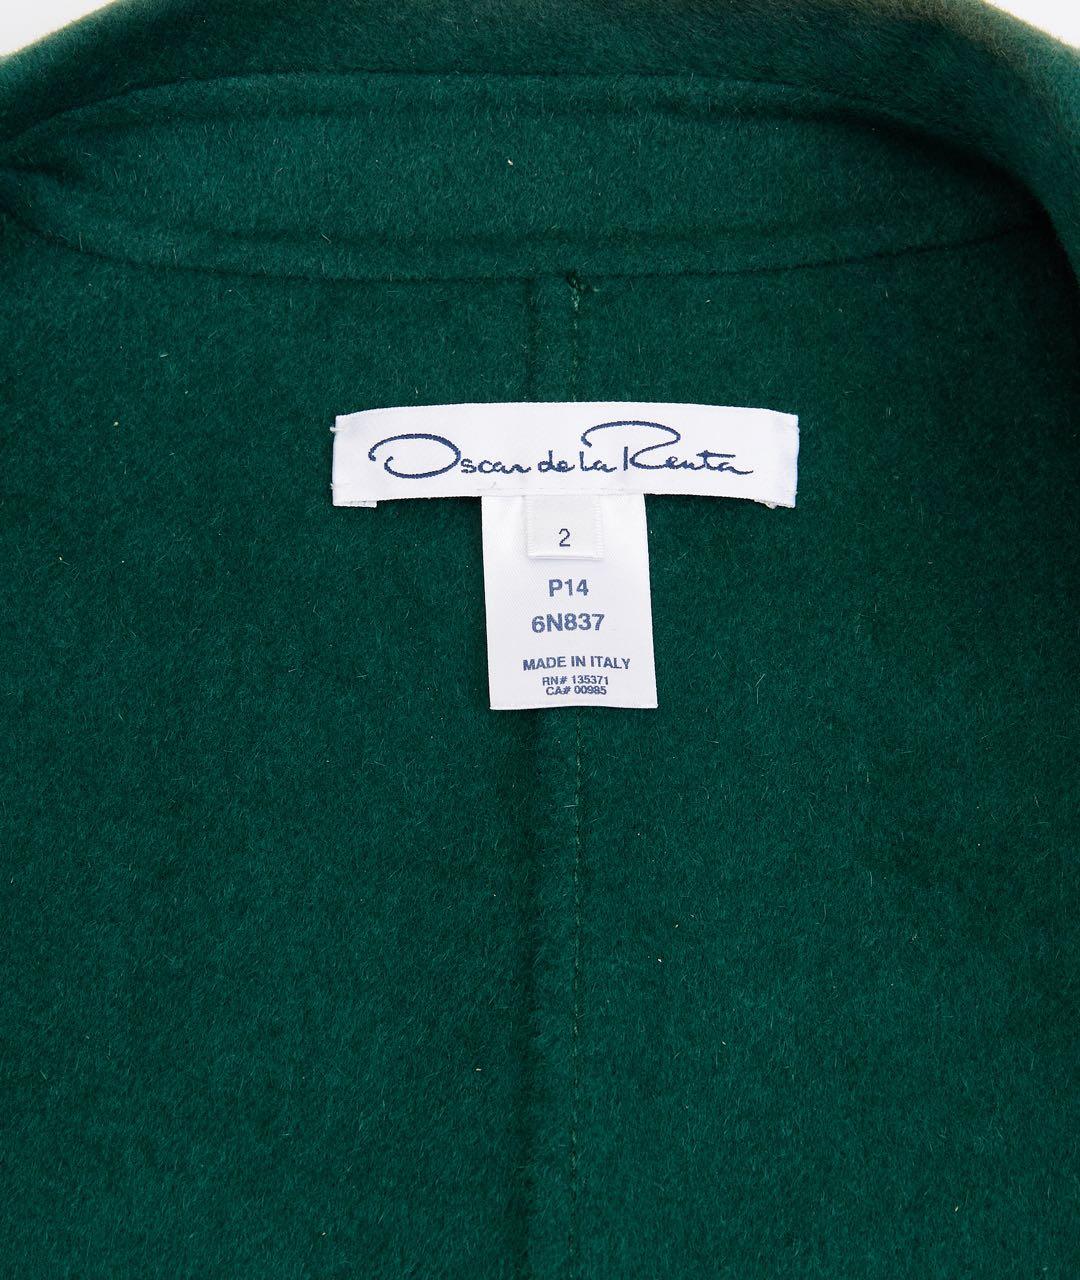 Oscar de la Renta
2
P14
6N837
MADE IN ITALY
RN# 135371
CA# 00985